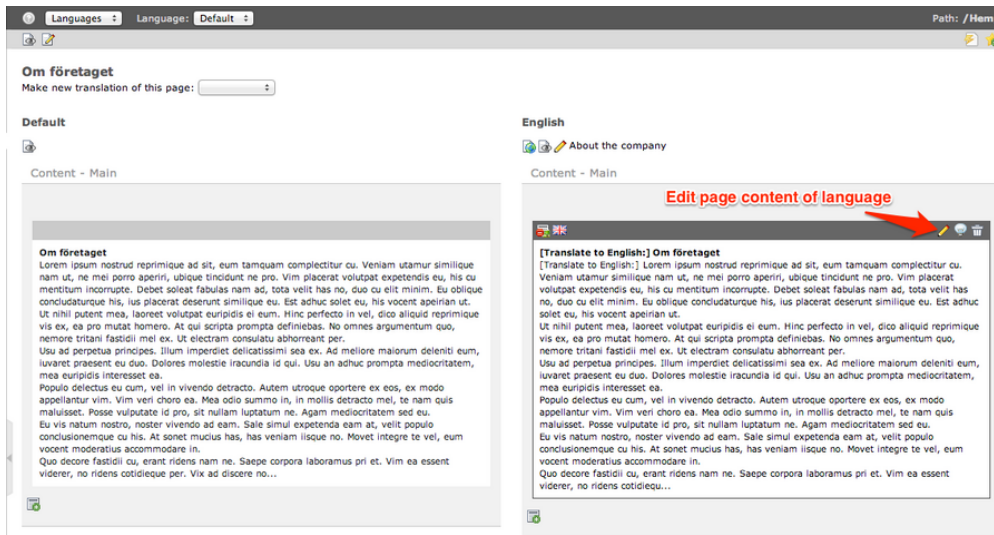 Languages Language: Default Path: /Hem
Om företaget
Make new translation of this page:
Default
English
About the company
Content - Main
Content - Main
Edit page content of language
Om företaget
Lorem ipsum nostrud reprimique ad sit, eum tamquam complectitur cu. Veniam utamur similique
nam ut, ne mei porro aperiri, ubique tincidunt ne pro. Vim placerat volutpat expetendis eu, his cu
mentitum incorrupte. Debet soleat fabulas nam ad, tota velit has no, duo cu elit minim. Eu oblique
concludaturque his, ius placerat deserunt similique eu. Est adhuc solet eu, his vocent apeirian ut.
Ut nihil putent mea, laoreet volutpat euripidis ei eum. Hinc perfecto in vel, dico aliquid reprimique
vis ex, ea pro mutat homero. At qui scripta prompta definiebas. No omnes argumentum quo,
nemore tritani fastidii mel ex. Ut electram consulatu abhorreant per.
Usu ad perpetua principes. Illum imperdiet delicatissimi sea ex. Ad meliore maiorum deleniti eum,
iuvaret praesent eu duo. Dolores molestie iracundia id qui. Usu an adhuc prompta mediocritatem,
mea euripidis interesset ea.
Populo delectus eu cum, vel in vivendo detracto. Autem utroque oportere ex eos, ex modo
appellantur vim. Vim veri choro ea. Mea odio summo in, in mollis detracto mel, te nam quis
maluisset. Posse vulputate id pro, sit nullam luptatum ne. Agam mediocritatem sed eu.
Eu vis natum nostro, noster vivendo ad eam. Sale simul expetenda eam at, velit populo
conclusionemque cu his. At sonet mucius has, has veniam iisque no. Movet integre te vel, eum
vocent moderatius accommodare in.
Quo decore fastidii cu, erant ridens nam ne. Saepe corpora laboramus pri et. Vim ea essent
viderer, no ridens cotidieque per. Vix ad discere no...
[Translate to English:] Om företaget
[Translate to English:] Lorem ipsum nostrud reprimique ad sit, eum tamquam complectitur cu.
Veniam utamur similique nam ut, ne mei porro aperiri, ubique tincidunt ne pro. Vim placerat
volutpat expetendis eu, his cu mentitum incorrupte. Debet soleat fabulas nam ad, tota velit has
no, duo cu elit minim. Eu oblique concludaturque his, ius placerat deserunt similique eu. Est adhuc
solet eu, his vocent apeirian ut.
Ut nihil putent mea, laoreet volutpat euripidis ei eum. Hinc perfecto in vel, dico aliquid reprimique
vis ex, ea pro mutat homero. At qui scripta prompta definiebas. No omnes argumentum quo,
nemore tritani fastidii mel ex. Ut electram consulatu abhorreant per.
Usu ad perpetua principes. Illum imperdiet delicatissimi sea ex. Ad meliore maiorum deleniti eum,
iuvaret praesent eu duo. Dolores molestie iracundia id qui. Usu an adhuc prompta mediocritatem,
mea euripidis interesset ea.
Populo delectus eu cum, vel in vivendo detracto. Autem utroque oportere ex eos, ex modo
appellantur vim. Vim veri choro ea. Mea odio summo in, in mollis detracto mel, te nam quis
maluisset. Posse vulputate id pro, sit nullam luptatum ne. Agam mediocritatem sed eu.
Eu vis natum nostro, noster vivendo ad eam. Sale simul expetenda eam at, velit populo
conclusionemque cu his. At sonet mucius has, has veniam iisque no. Movet integre te vel, eum
vocent moderatius accommodare in.
Quo decore fastidii cu, erant ridens nam ne. Saepe corpora laboramus pri et. Vim ea essent
viderer, no ridens cotidiequ...